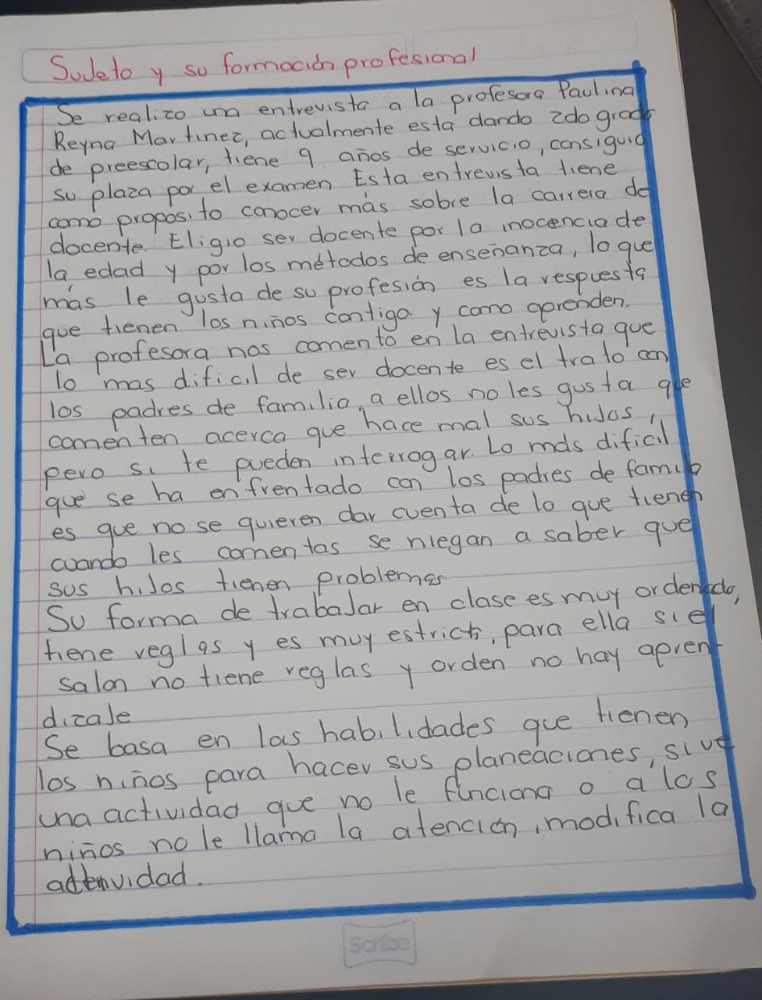 Sujeto y su formación profesional
Se realizo una entrevista a la profesora Paulina
Reyna Martinez, actualmente esta dando 2do grado
de preescolar, tiene 9 años de servicio, consiguio
su plaza por el examen. Esta entrevista tiene
como proposito conocer más sobre la carrera de
docente. Eligio ser docente por la inocencia de
la edad y por los métodos de enseñanza, lo que
más le gusta de su profesión es la respuesta
que tienen los niños contigo y como aprenden.
La profesora nos comento en la entrevista que
lo mas dificil de ser docente es el trato con
los padres de familia, a ellos no les gusta que
comenten acerca que hace mal sus hijos,
pero si te pueden interrogar. Lo más dificil
que se ha enfrentado con los padres de familia
es que no se quieren dar cuenta de lo que tienen
cuando les comentas se niegan a saber que
sus hijos tienen problemas
Su forma de trabajar en clase es muy ordenado,
tiene reglas y es muy estricta, para ella si el
salon no tiene reglas y orden no hay apren
dizaje
Se basa en las habilidades que tienen
los niños para hacer sus planeaciones, si ve
una actividad que no le funciona o a los
niños no le llama la atención, modifica la
actividad.
Scribe